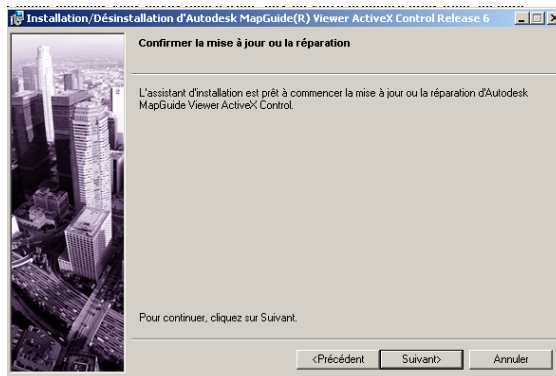 Installation/Désinstallation d'Autodesk MapGuide(R) Viewer ActiveX Control Release 6
Confirmer la mise à jour ou la réparation
L'assistant d'installation est prêt à commencer la mise à jour ou la réparation d'Autodesk
MapGuide Viewer ActiveX Control.
Pour continuer, cliquez sur Suivant.
<Précédent
Suivant>
Annuler